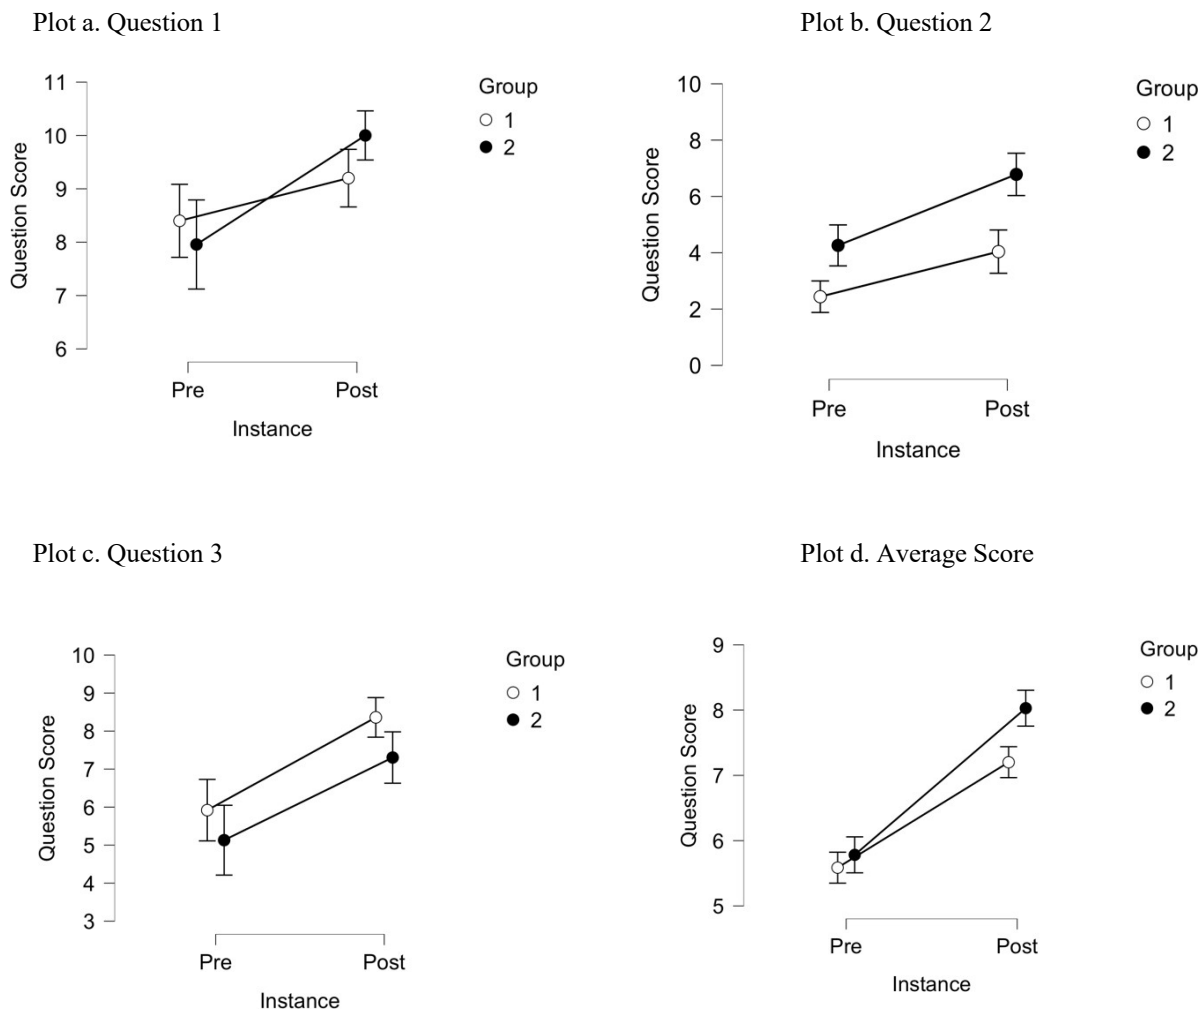 Plot a. Question 1
Plot b. Question 2
11
10
9
8
7
6
Question Score
Pre
Post
Instance
Group
1
2
10
8
6
4
2
0
Question Score
Pre
Post
Instance
Group
1
2
Plot c. Question 3
Plot d. Average Score
10
9
8
7
6
5
4
3
Question Score
Pre
Post
Instance
Group
1
2
9
8
7
6
5
Question Score
Pre
Post
Instance
Group
1
2